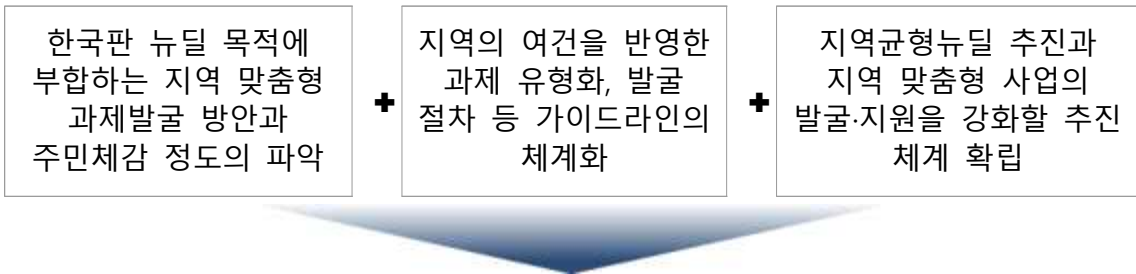 한국판 뉴딜 목적에
부합하는 지역 맞춤형
과제발굴 방안과
주민체감 정도의 파악
+
지역의 여건을 반영한
과제 유형화, 발굴
절차 등 가이드라인의
체계화
+
지역균형뉴딜 추진과
지역 맞춤형 사업의
발굴·지원을 강화할 추진
체계 확립